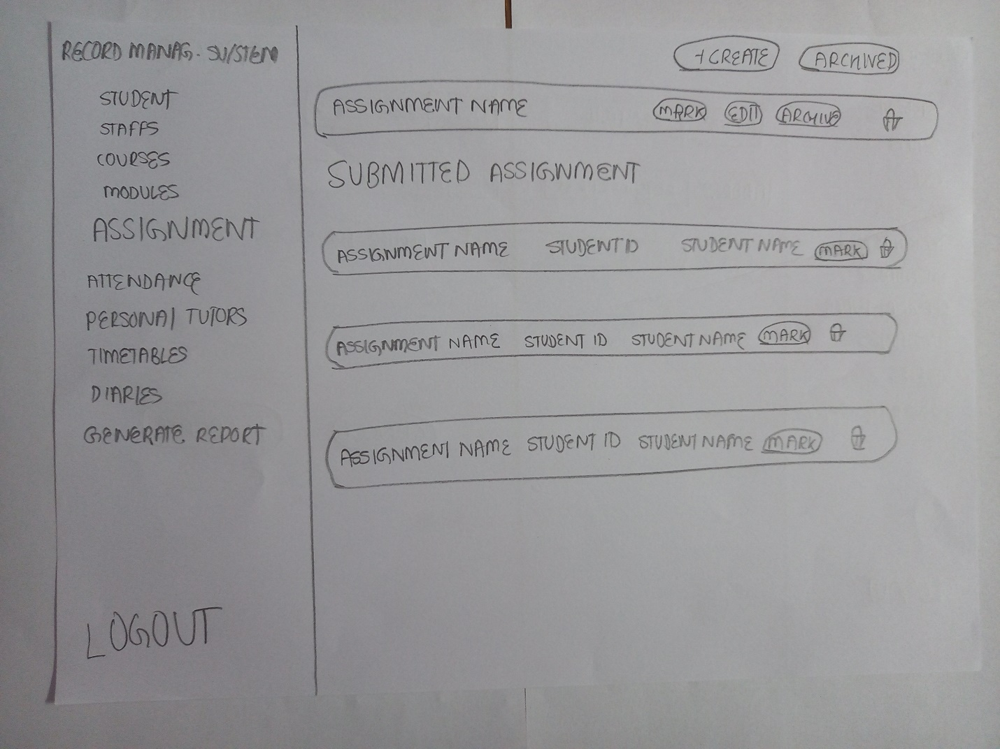 RECORD MANAG. SYSTEM
STUDENT
STAFFS
COURSES
MODULES
ASSIGNMENT
ATTENDANCE
PERSONAL TUTORS
TIMETABLES
DIARIES
GENERATE REPORT
LOGOUT
+ CREATE ARCHIVED
ASSIGNMENT NAME MARK EDIT ARCHIVE
SUBMITTED ASSIGNMENT
ASSIGNMENT NAME STUDENT ID STUDENT NAME MARK
ASSIGNMENT NAME STUDENT ID STUDENT NAME MARK
ASSIGNMENT NAME STUDENT ID STUDENT NAME MARK